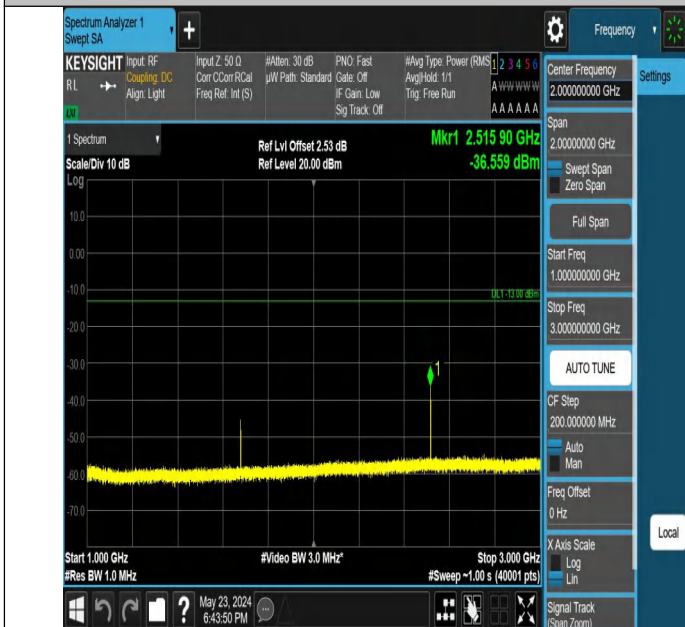 Spectrum Analyzer 1
Swept SA
+
Frequency
KEYSIGHT
RL
Input: RF
Coupling: DC
Align: Light
Input Z: 50 Ω
Corr CCorr RCal
Freq Ref: Int (S)
#Atten: 30 dB
µW Path: Standard
PNO: Fast
Gate: Off
IF Gain: Low
Sig Track: Off
#Avg Type: Power (RMS
Avg|Hold: 1/1
Trig: Free Run
1 2 3 4 5 6
A W W W W W
A A A A A A
1 Spectrum
Scale/Div 10 dB
Log
Ref Lvl Offset 2.53 dB
Ref Level 20.00 dBm
Mkr1 2.515 90 GHz
-36.559 dBm
10.0
0.00
-10.0
DL1 -13.00 dBm
-20.0
-30.0
1
-40.0
-50.0
-60.0
-70.0
Start 1.000 GHz
#Res BW 1.0 MHz
#Video BW 3.0 MHz*
Stop 3.000 GHz
#Sweep ~1.00 s (40001 pts)
?
May 23, 2024
6:43:50 PM
Center Frequency
2.000000000 GHz
Settings
Span
2.00000000 GHz
Swept Span
Zero Span
Full Span
Start Freq
1.000000000 GHz
Stop Freq
3.000000000 GHz
AUTO TUNE
CF Step
200.000000 MHz
Auto
Man
Freq Offset
0 Hz
Local
X Axis Scale
Log
Lin
Signal Track
(Span Zoom)